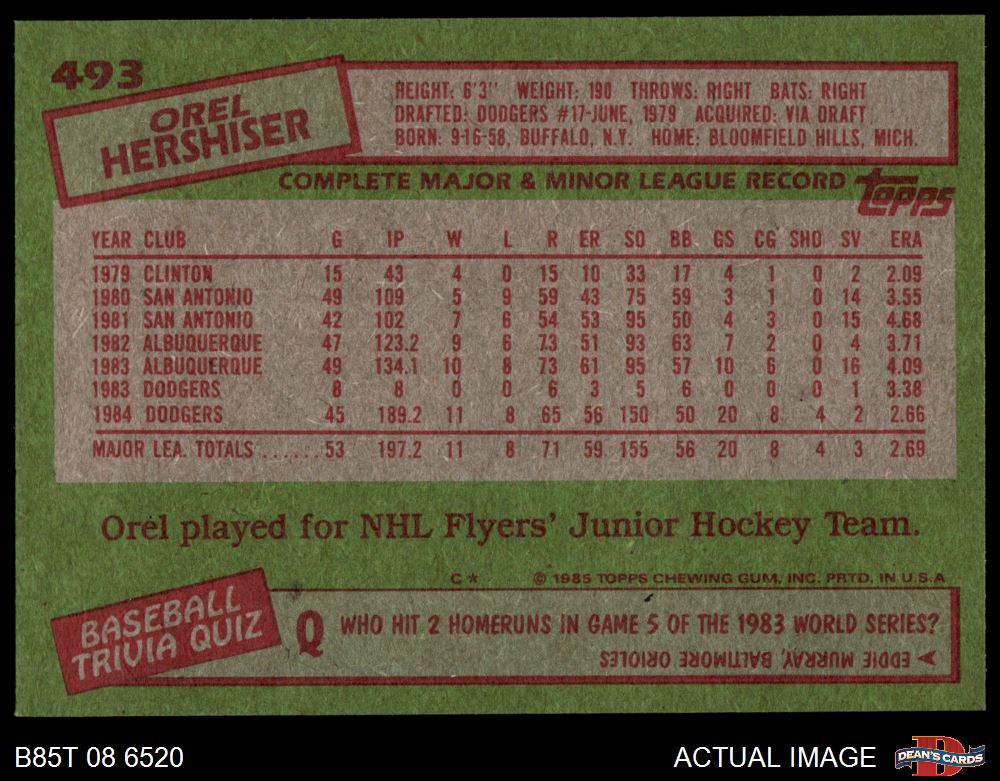 493
OREL
HERSHISER
HEIGHT: 6'3" WEIGHT: 190 THROWS: RIGHT BATS: RIGHT
DRAFTED: DODGERS #17-JUNE, 1979 ACQUIRED: VIA DRAFT
BORN: 9-16-58, BUFFALO, N.Y. HOME: BLOOMFIELD HILLS, MICH.
COMPLETE MAJOR & MINOR LEAGUE RECORD
topps
YEAR CLUB G IP W L R ER SO BB GS CG SHO SV ERA
1979 CLINTON 15 43 4 0 15 10 33 17 4 1 0 2 2.09
1980 SAN ANTONIO 49 109 5 9 59 43 75 59 3 1 0 14 3.55
1981 SAN ANTONIO 42 102 7 6 54 53 95 50 4 3 0 15 4.68
1982 ALBUQUERQUE 47 123.2 9 6 73 51 93 63 7 2 0 4 3.71
1983 ALBUQUERQUE 49 134.1 10 8 73 61 95 57 10 6 0 16 4.09
1983 DODGERS 8 8 0 0 6 3 5 6 0 0 0 1 3.38
1984 DODGERS 45 189.2 11 8 65 56 150 50 20 8 4 2 2.66
MAJOR LEA. TOTALS ......53 197.2 11 8 71 59 155 56 20 8 4 3 2.69
Orel played for NHL Flyers' Junior Hockey Team.
C* © 1985 TOPPS CHEWING GUM, INC. PRTD. IN U.S.A
BASEBALL
TRIVIA QUIZ
Q WHO HIT 2 HOMERUNS IN GAME 5 OF THE 1983 WORLD SERIES?
EDDIE MURRAY, BALTIMORE ORIOLES
B85T 08 6520
ACTUAL IMAGE
DEAN'S CARDS